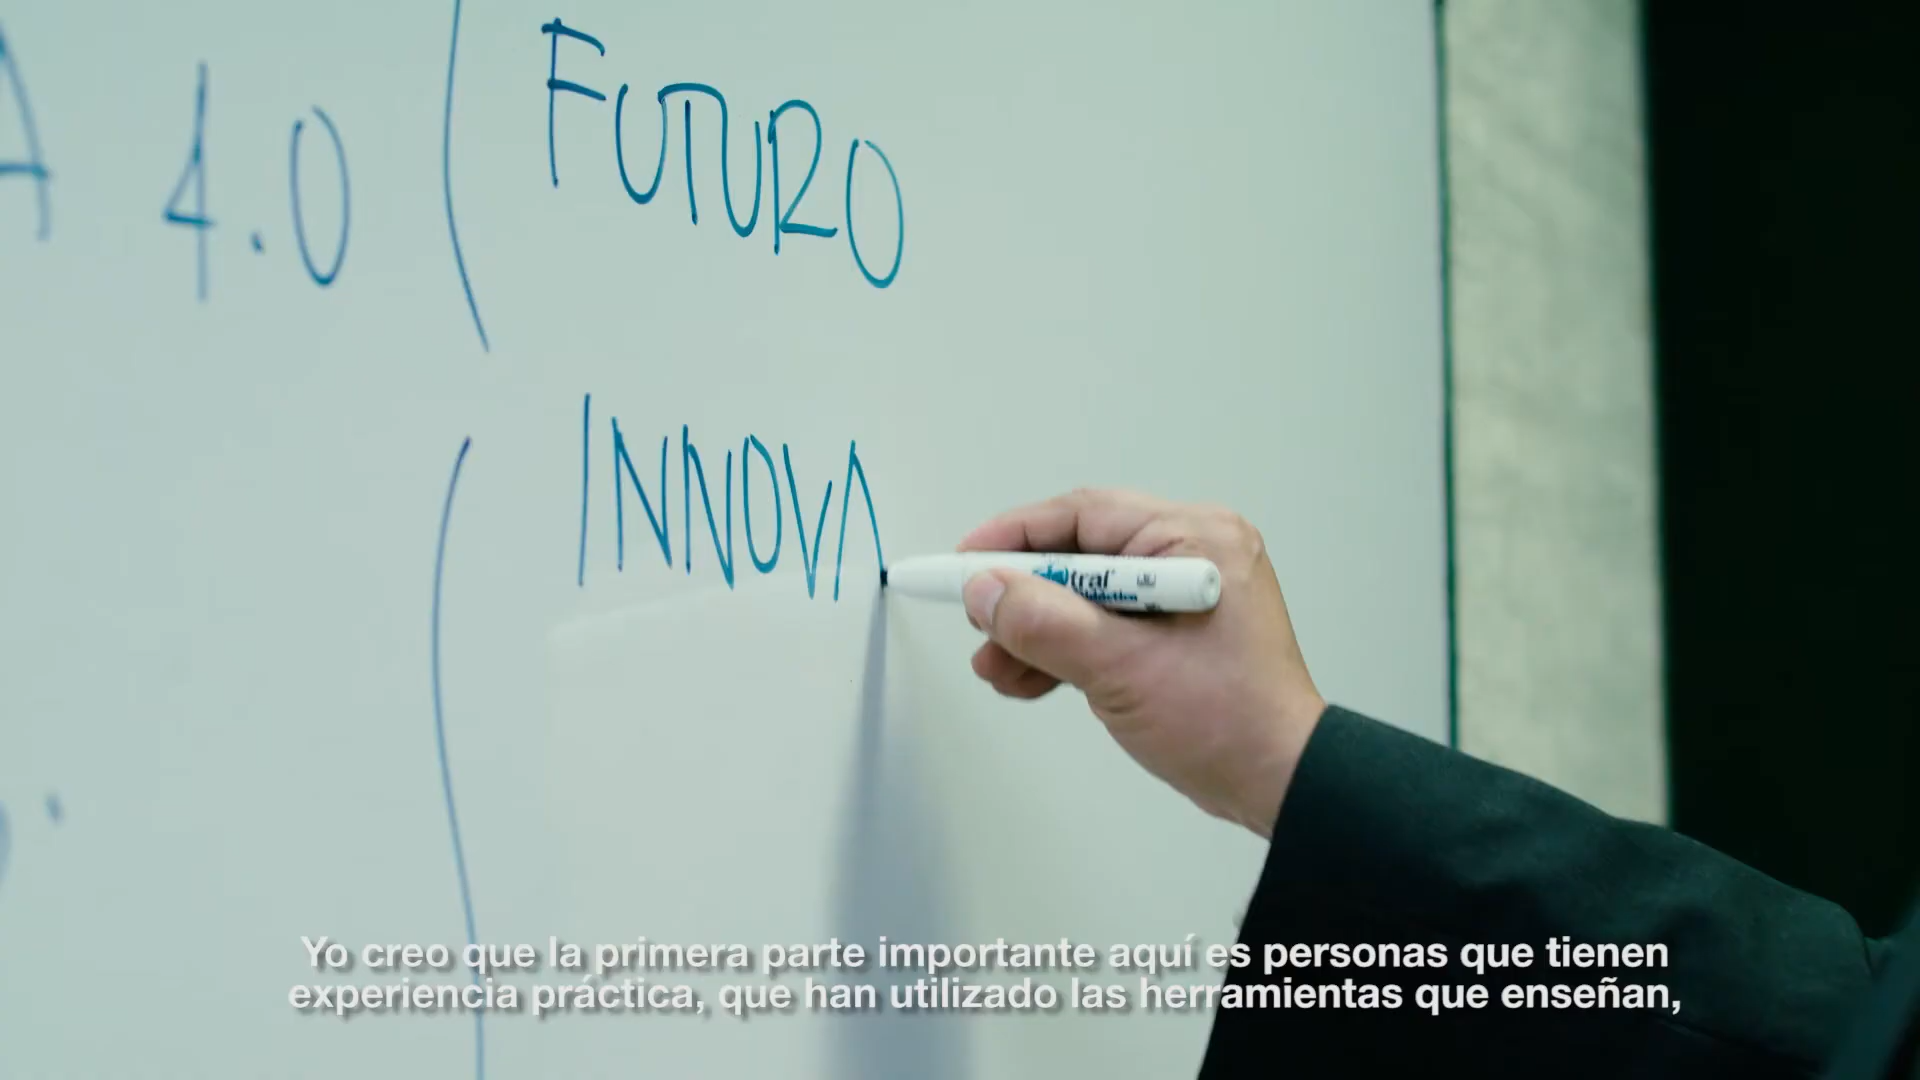 A 4.0
FUTURO
INNOVA
Yo creo que la primera parte importante aquí es personas que tienen
experiencia práctica, que han utilizado las herramientas que enseñan,